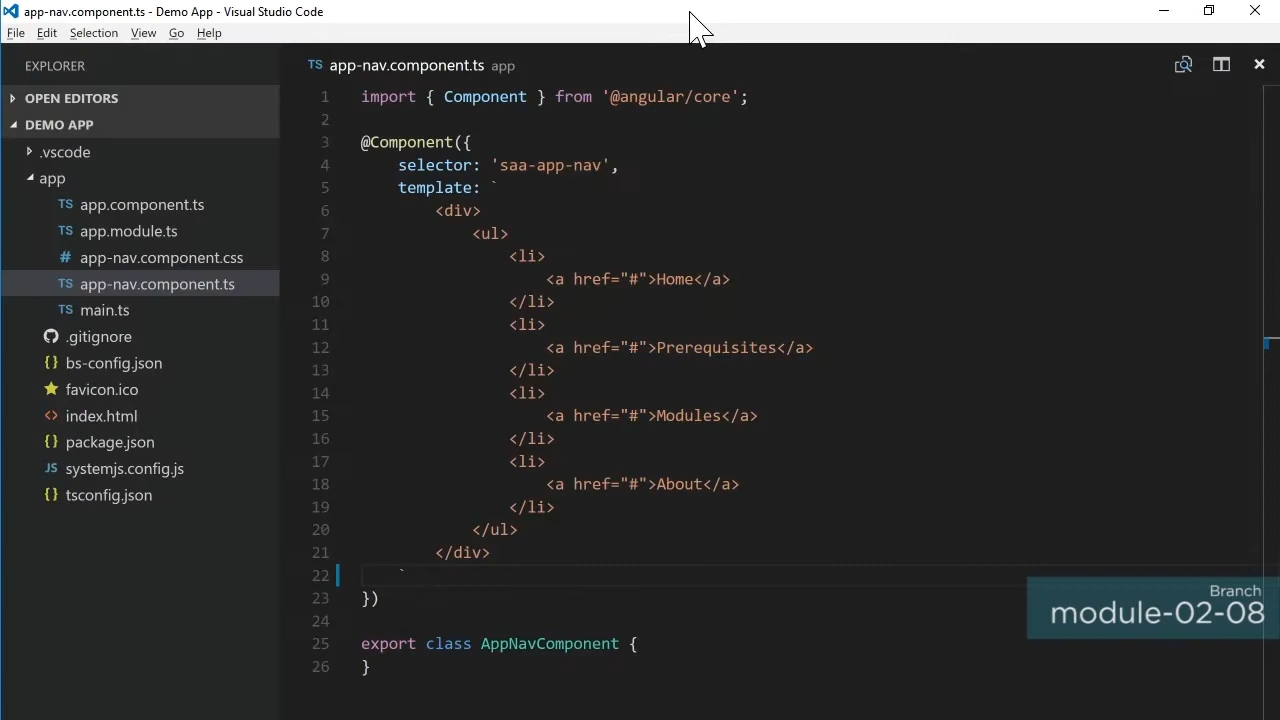 app-nav.component.ts - Demo App - Visual Studio Code
File Edit Selection View Go Help
EXPLORER
OPEN EDITORS
DEMO APP
.vscode
app
TS app.component.ts
TS app.module.ts
# app-nav.component.css
TS app-nav.component.ts
TS main.ts
.gitignore
{} bs-config.json
favicon.ico
<> index.html
{} package.json
JS systemjs.config.js
{} tsconfig.json
TS app-nav.component.ts app
1 import { Component } from '@angular/core';
2
3 @Component({
4     selector: 'saa-app-nav',
5     template: `
6         <div>
7             <ul>
8                 <li>
9                     <a href="#">Home</a>
10                 </li>
11                 <li>
12                     <a href="#">Prerequisites</a>
13                 </li>
14                 <li>
15                     <a href="#">Modules</a>
16                 </li>
17                 <li>
18                     <a href="#">About</a>
19                 </li>
20             </ul>
21         </div>
22     `
23 })
24
25 export class AppNavComponent {
26 }
Branch
module-02-08